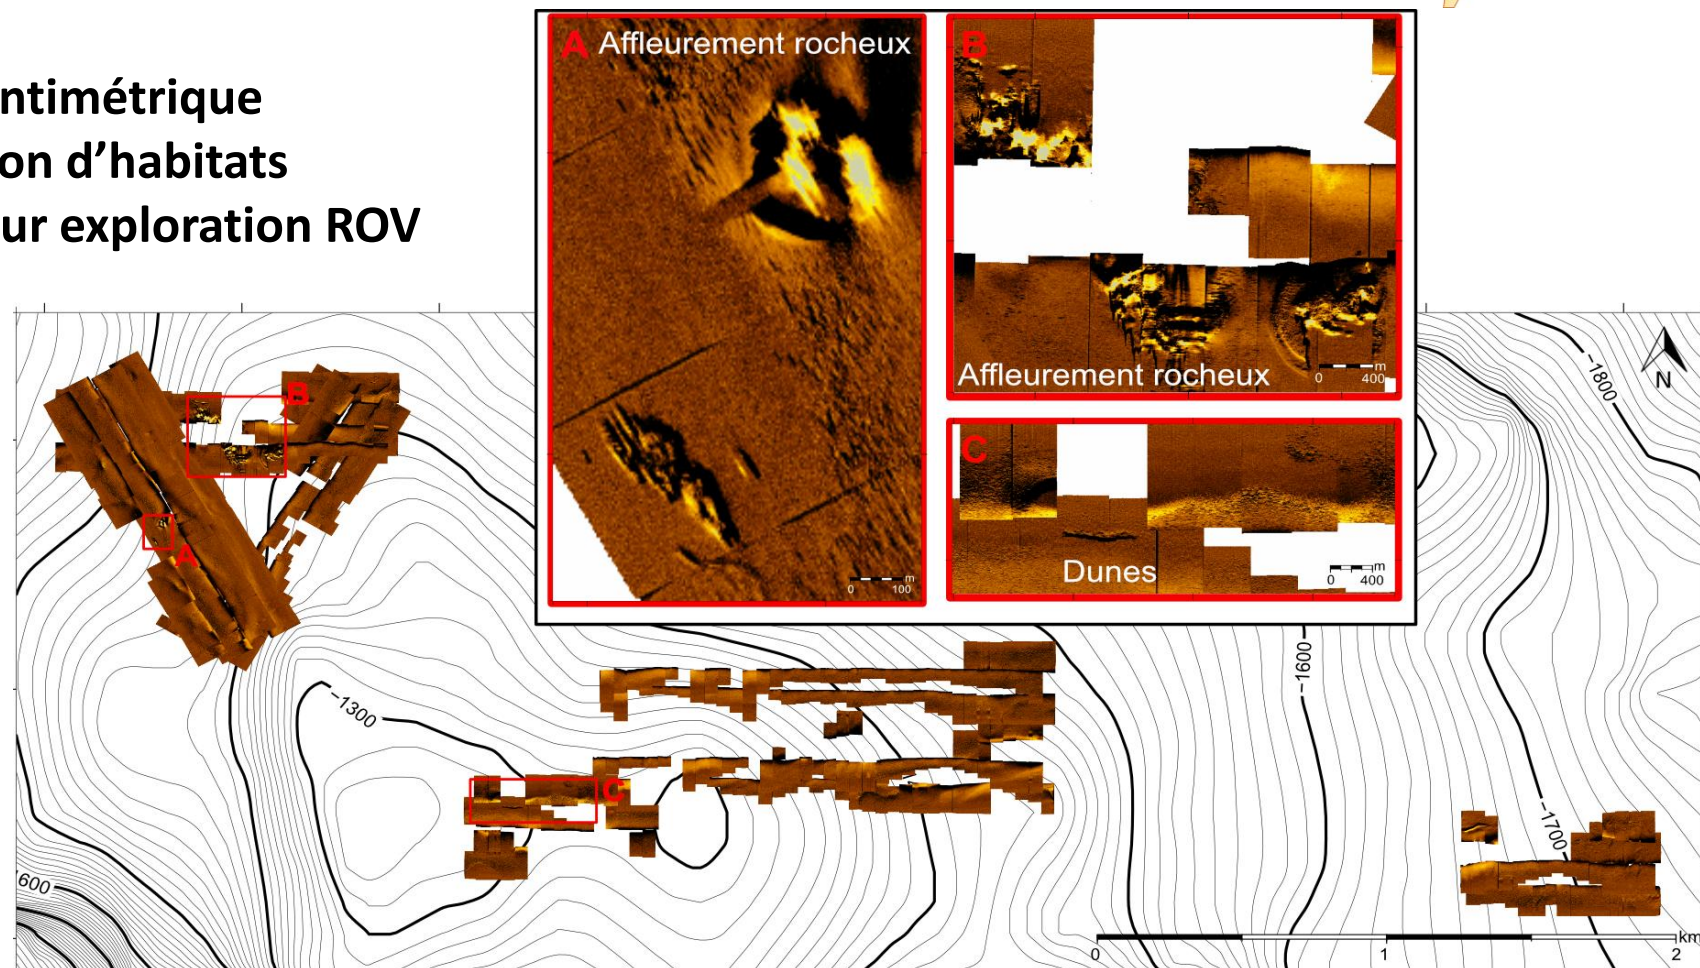 ntimétrique
on d’habitats
ur exploration ROV
A Affleurement rocheux
m
0 100
B
Affleurement rocheux
m
0 400
C
Dunes
m
0 400
B
A
C
N
−1800
−1300
−1600
600
−1700
0 1 2 km